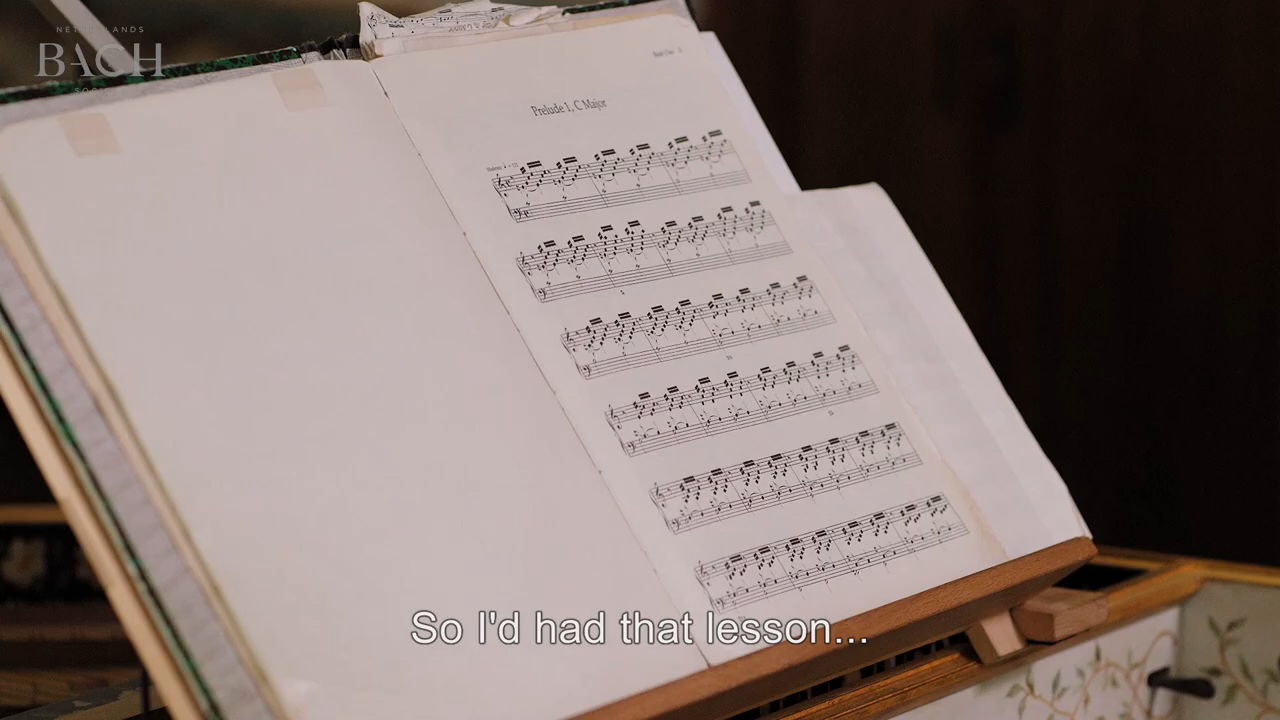 NETHERLANDS
BACH
Prelude 1, C Major
So I'd had that lesson...